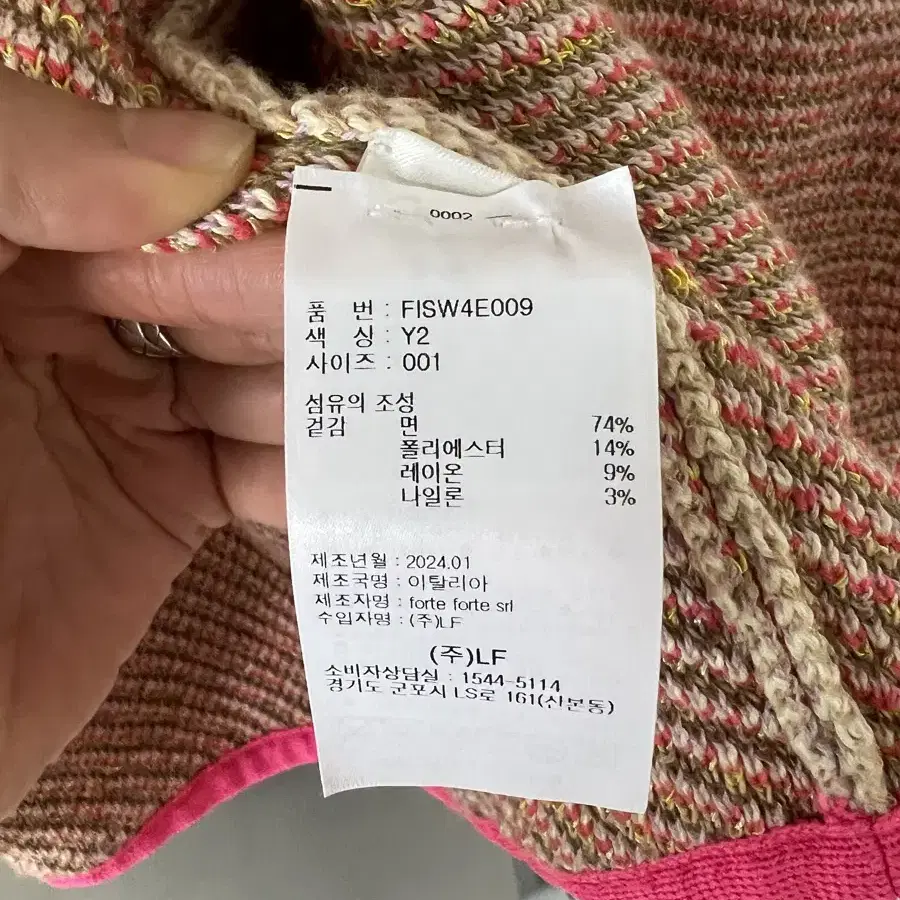 0002
품 번 : FISW4E009
색 상 : Y2
사이즈 : 001
섬유의 조성
겉감 면 74%
폴리에스터 14%
레이온 9%
나일론 3%
제조년월 : 2024.01
제조국명 : 이탈리아
제조자명 : forte forte srl
수입자명 : (주)LF
(주)LF
소비자상담실 : 1544-5114
경기도 군포시 LS로 161(산본동)